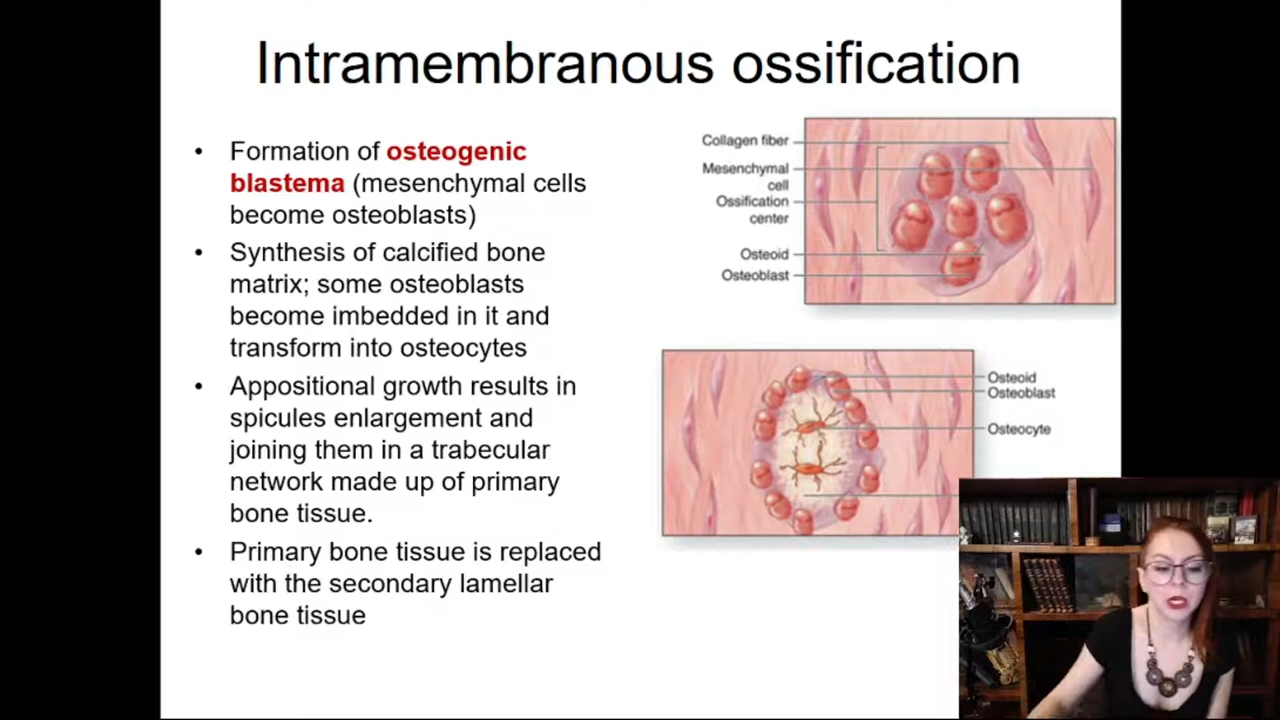 Intramembranous ossification
• Formation of osteogenic
blastema (mesenchymal cells
become osteoblasts)
• Synthesis of calcified bone
matrix; some osteoblasts
become imbedded in it and
transform into osteocytes
• Appositional growth results in
spicules enlargement and
joining them in a trabecular
network made up of primary
bone tissue.
• Primary bone tissue is replaced
with the secondary lamellar
bone tissue
Collagen fiber
Mesenchymal
cell
Ossification
center
Osteoid
Osteoblast
Osteoid
Osteoblast
Osteocyte